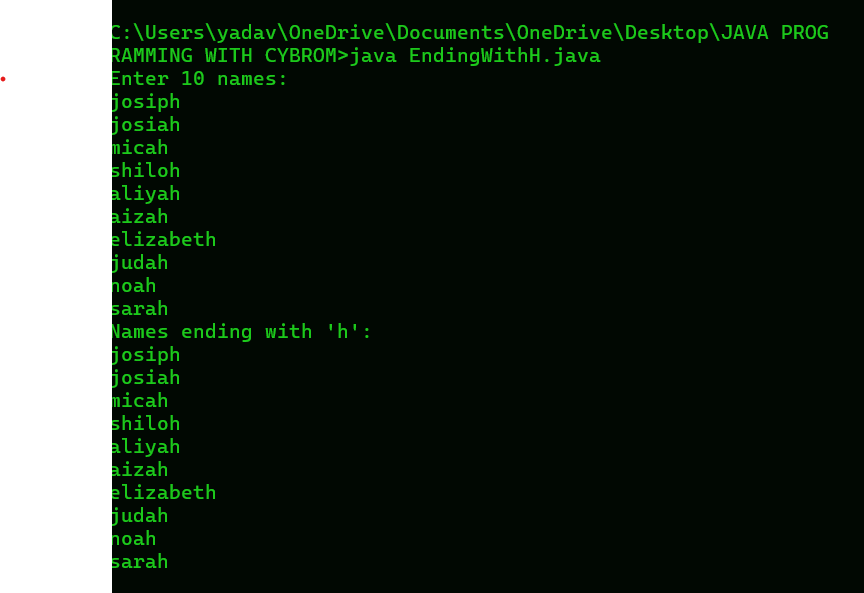 C:\Users\yadav\OneDrive\Documents\OneDrive\Desktop\JAVA PROG
RAMMING WITH CYBROM>java EndingWithH.java
Enter 10 names:
josiph
josiah
micah
shiloh
aliyah
aizah
elizabeth
judah
noah
sarah
Names ending with 'h':
josiph
josiah
micah
shiloh
aliyah
aizah
elizabeth
judah
noah
sarah